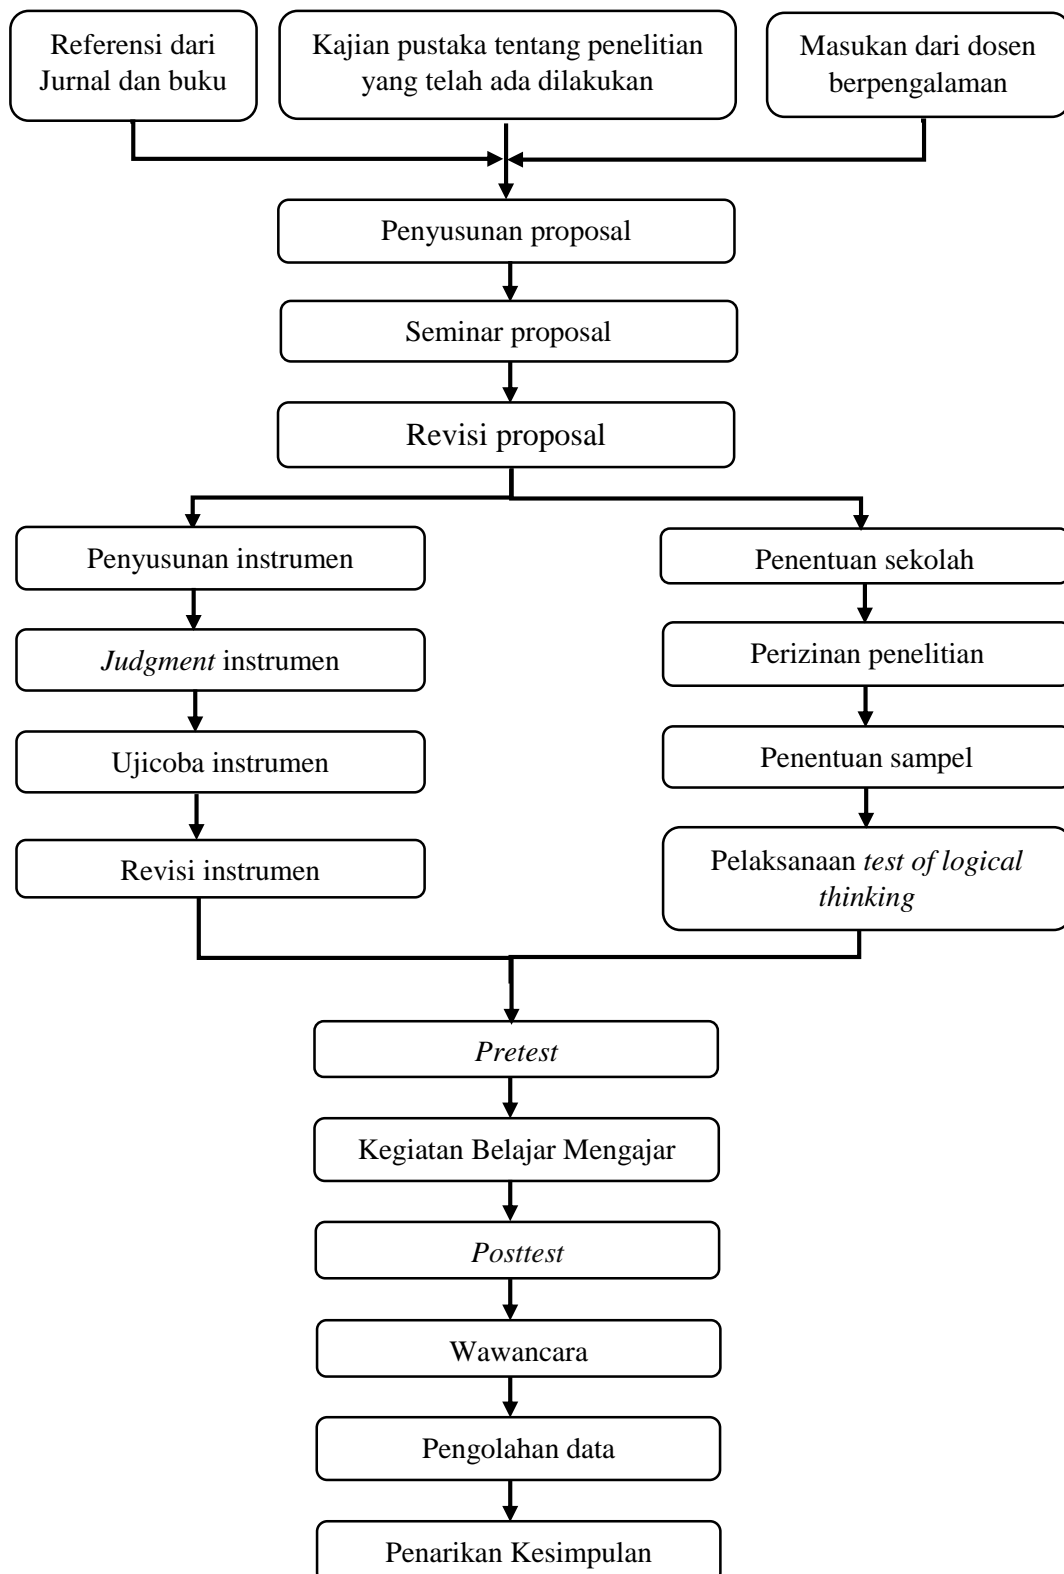 Referensi dari
Jurnal dan buku
Kajian pustaka tentang penelitian
yang telah ada dilakukan
Masukan dari dosen
berpengalaman
Penyusunan proposal
Seminar proposal
Revisi proposal
Penyusunan instrumen
Judgment instrumen
Ujicoba instrumen
Revisi instrumen
Penentuan sekolah
Perizinan penelitian
Penentuan sampel
Pelaksanaan test of logical
thinking
Pretest
Kegiatan Belajar Mengajar
Posttest
Wawancara
Pengolahan data
Penarikan Kesimpulan